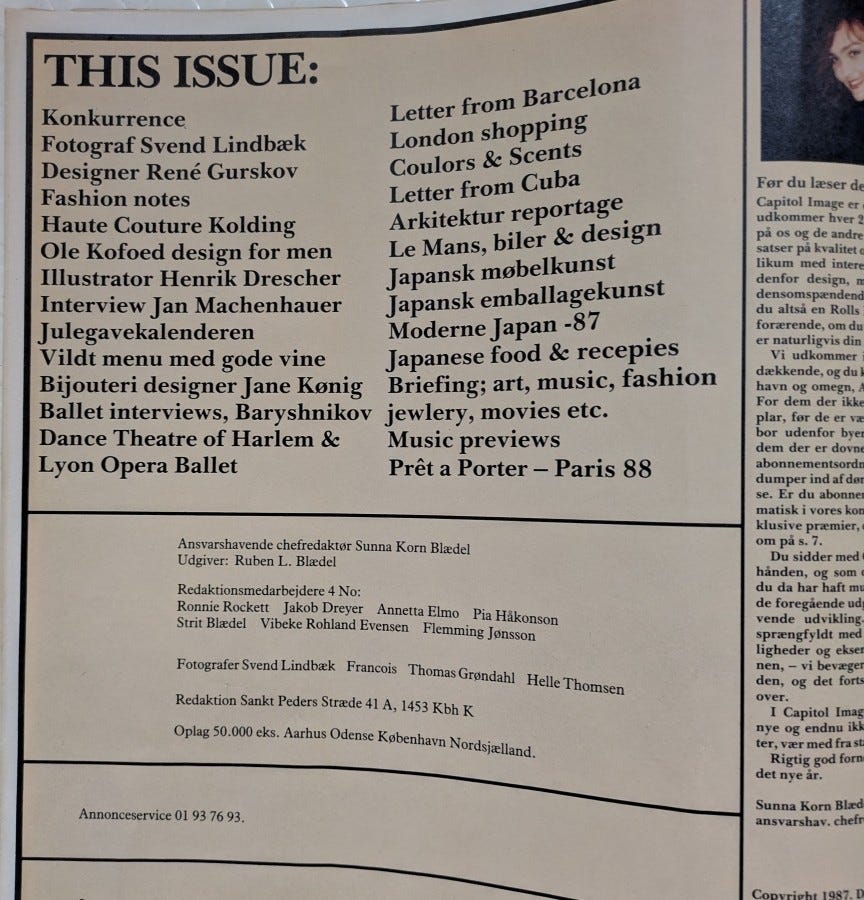 THIS ISSUE:
Konkurrence
Fotograf Svend Lindbæk
Designer René Gurskov
Fashion notes
Haute Couture Kolding
Ole Kofoed design for men
Illustrator Henrik Drescher
Interview Jan Machenhauer
Julegavekalenderen
Vildt menu med gode vine
Bijouteri designer Jane Kønig
Ballet interviews, Baryshnikov
Dance Theatre of Harlem &
Lyon Opera Ballet
Letter from Barcelona
London shopping
Coulors & Scents
Letter from Cuba
Arkitektur reportage
Le Mans, biler & design
Japansk møbelkunst
Japansk emballagekunst
Moderne Japan -87
Japanese food & recepies
Briefing; art, music, fashion
jewlery, movies etc.
Music previews
Prêt a Porter – Paris 88
Ansvarshavende chefredaktør Sunna Korn Blædel
Udgiver: Ruben L. Blædel
Redaktionsmedarbejdere 4 No:
Ronnie Rockett Jakob Dreyer Annetta Elmo Pia Håkonson
Strit Blædel Vibeke Rohland Evensen Flemming Jønsson
Fotografer Svend Lindbæk Francois Thomas Grøndahl Helle Thomsen
Redaktion Sankt Peders Stræde 41 A, 1453 Kbh K
Oplag 50.000 eks. Aarhus Odense København Nordsjælland.
Annonceservice 01 93 76 93.
Før du læser de
Capitol Image er
udkommer hver 2
på os og de andre
satser på kvalitet o
likum med intere
denfor design, m
densomspændend
du altså en Rolls
forærende, om du
er naturligvis din
Vi udkommer i
dækkende, og du k
havn og omegn, A
For dem der ikke
plar, før de er væ
bor udenfor byer
dem der er dovne
abonnementsordn
dumper ind af dør
se. Er du abonner
matisk i vores kon
klusive præmier,
om på s. 7.
Du sidder med
hånden, og som
du da har haft mu
de foregående udg
vende udvikling.
sprængfyldt med
ligheder og ekser
nen, – vi bevæger
den, og det forts
over.
I Capitol Imag
nye og endnu ikk
ter, vær med fra sta
Rigtig god forn
det nye år.
Sunna Korn Blæd
ansvarshav. chefr
Copyright 1987. D